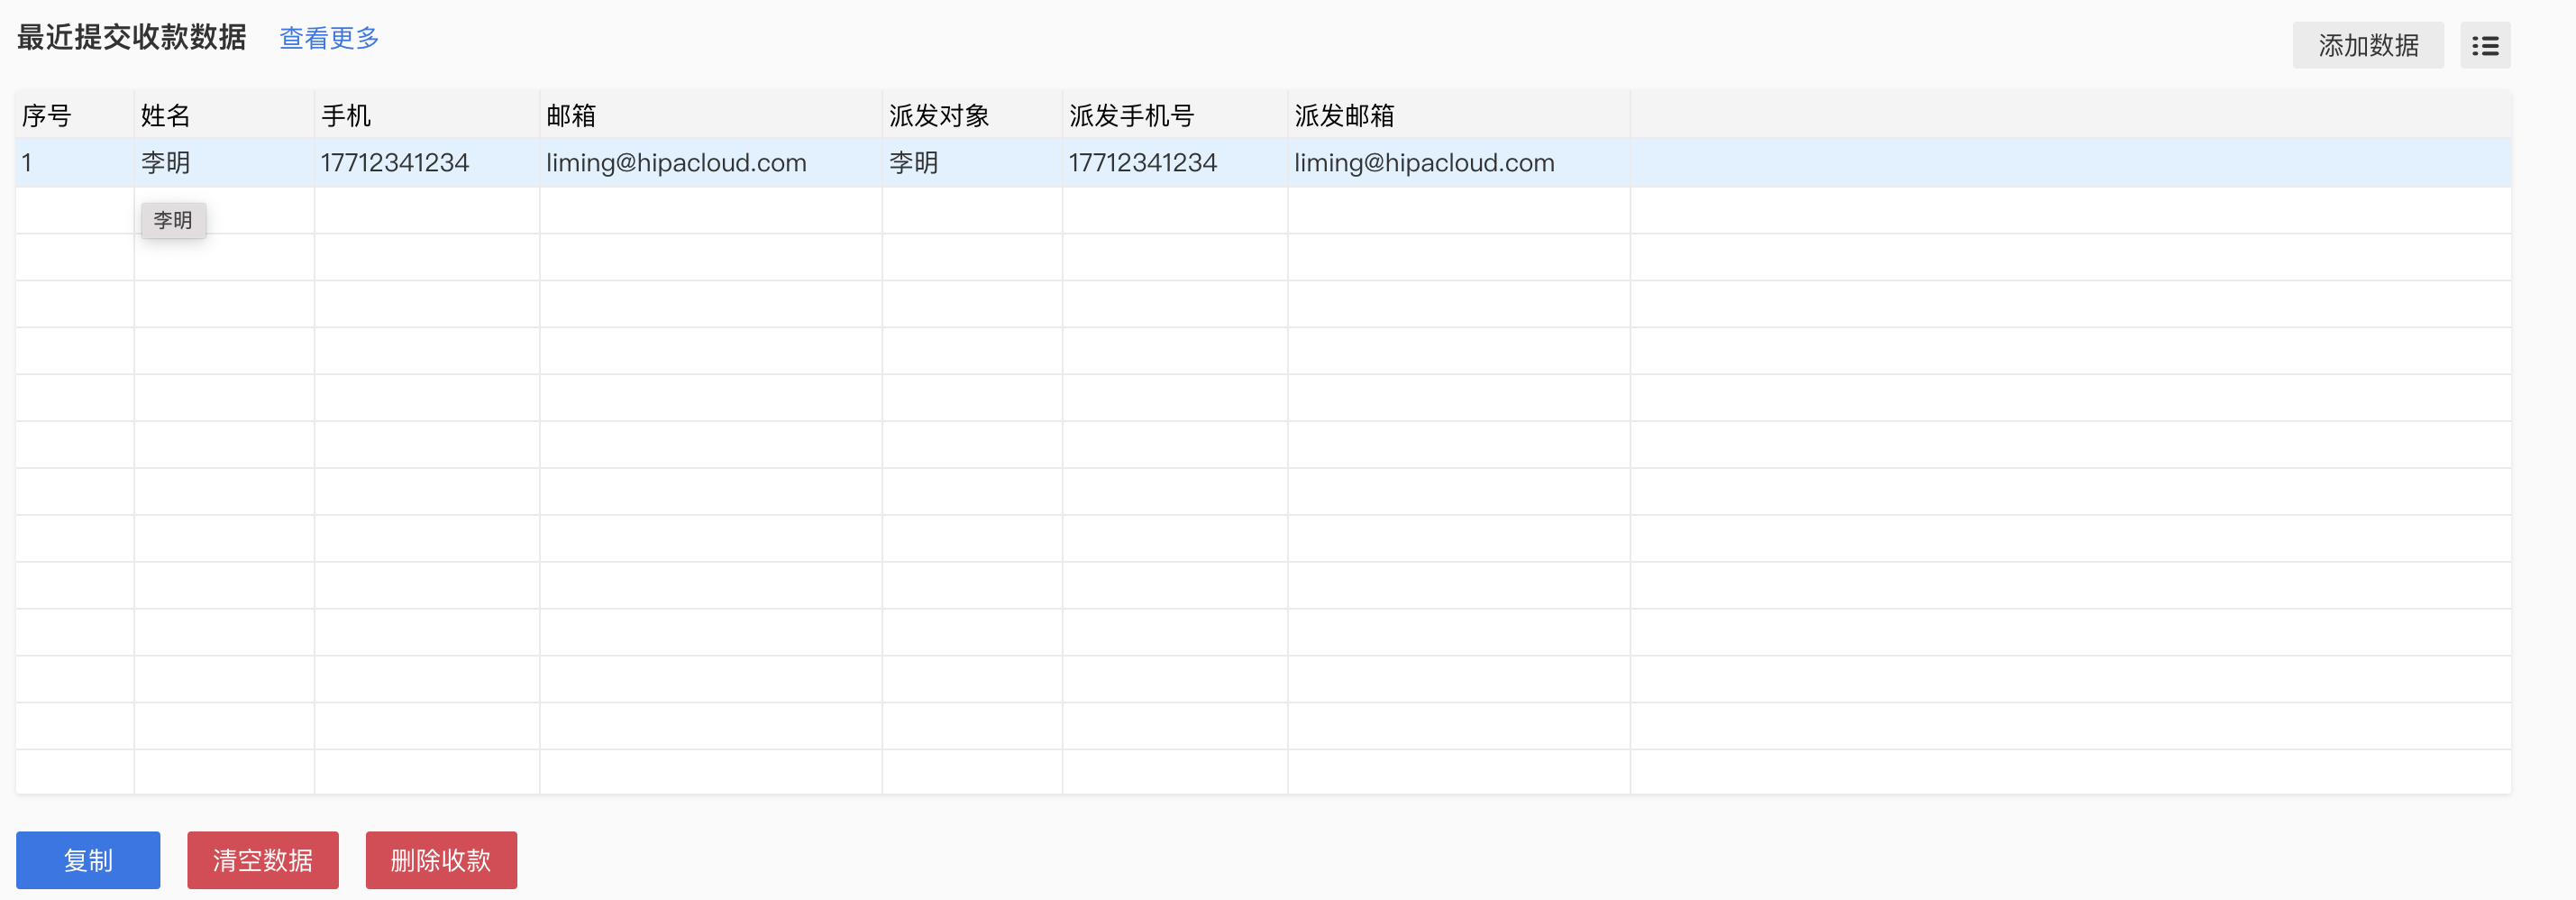 最近提交收款数据 查看更多 添加数据
序号 姓名 手机 邮箱 派发对象 派发手机号 派发邮箱
1 李明 17712341234 liming@hipacloud.com 李明 17712341234 liming@hipacloud.com
李明
复制 清空数据 删除收款